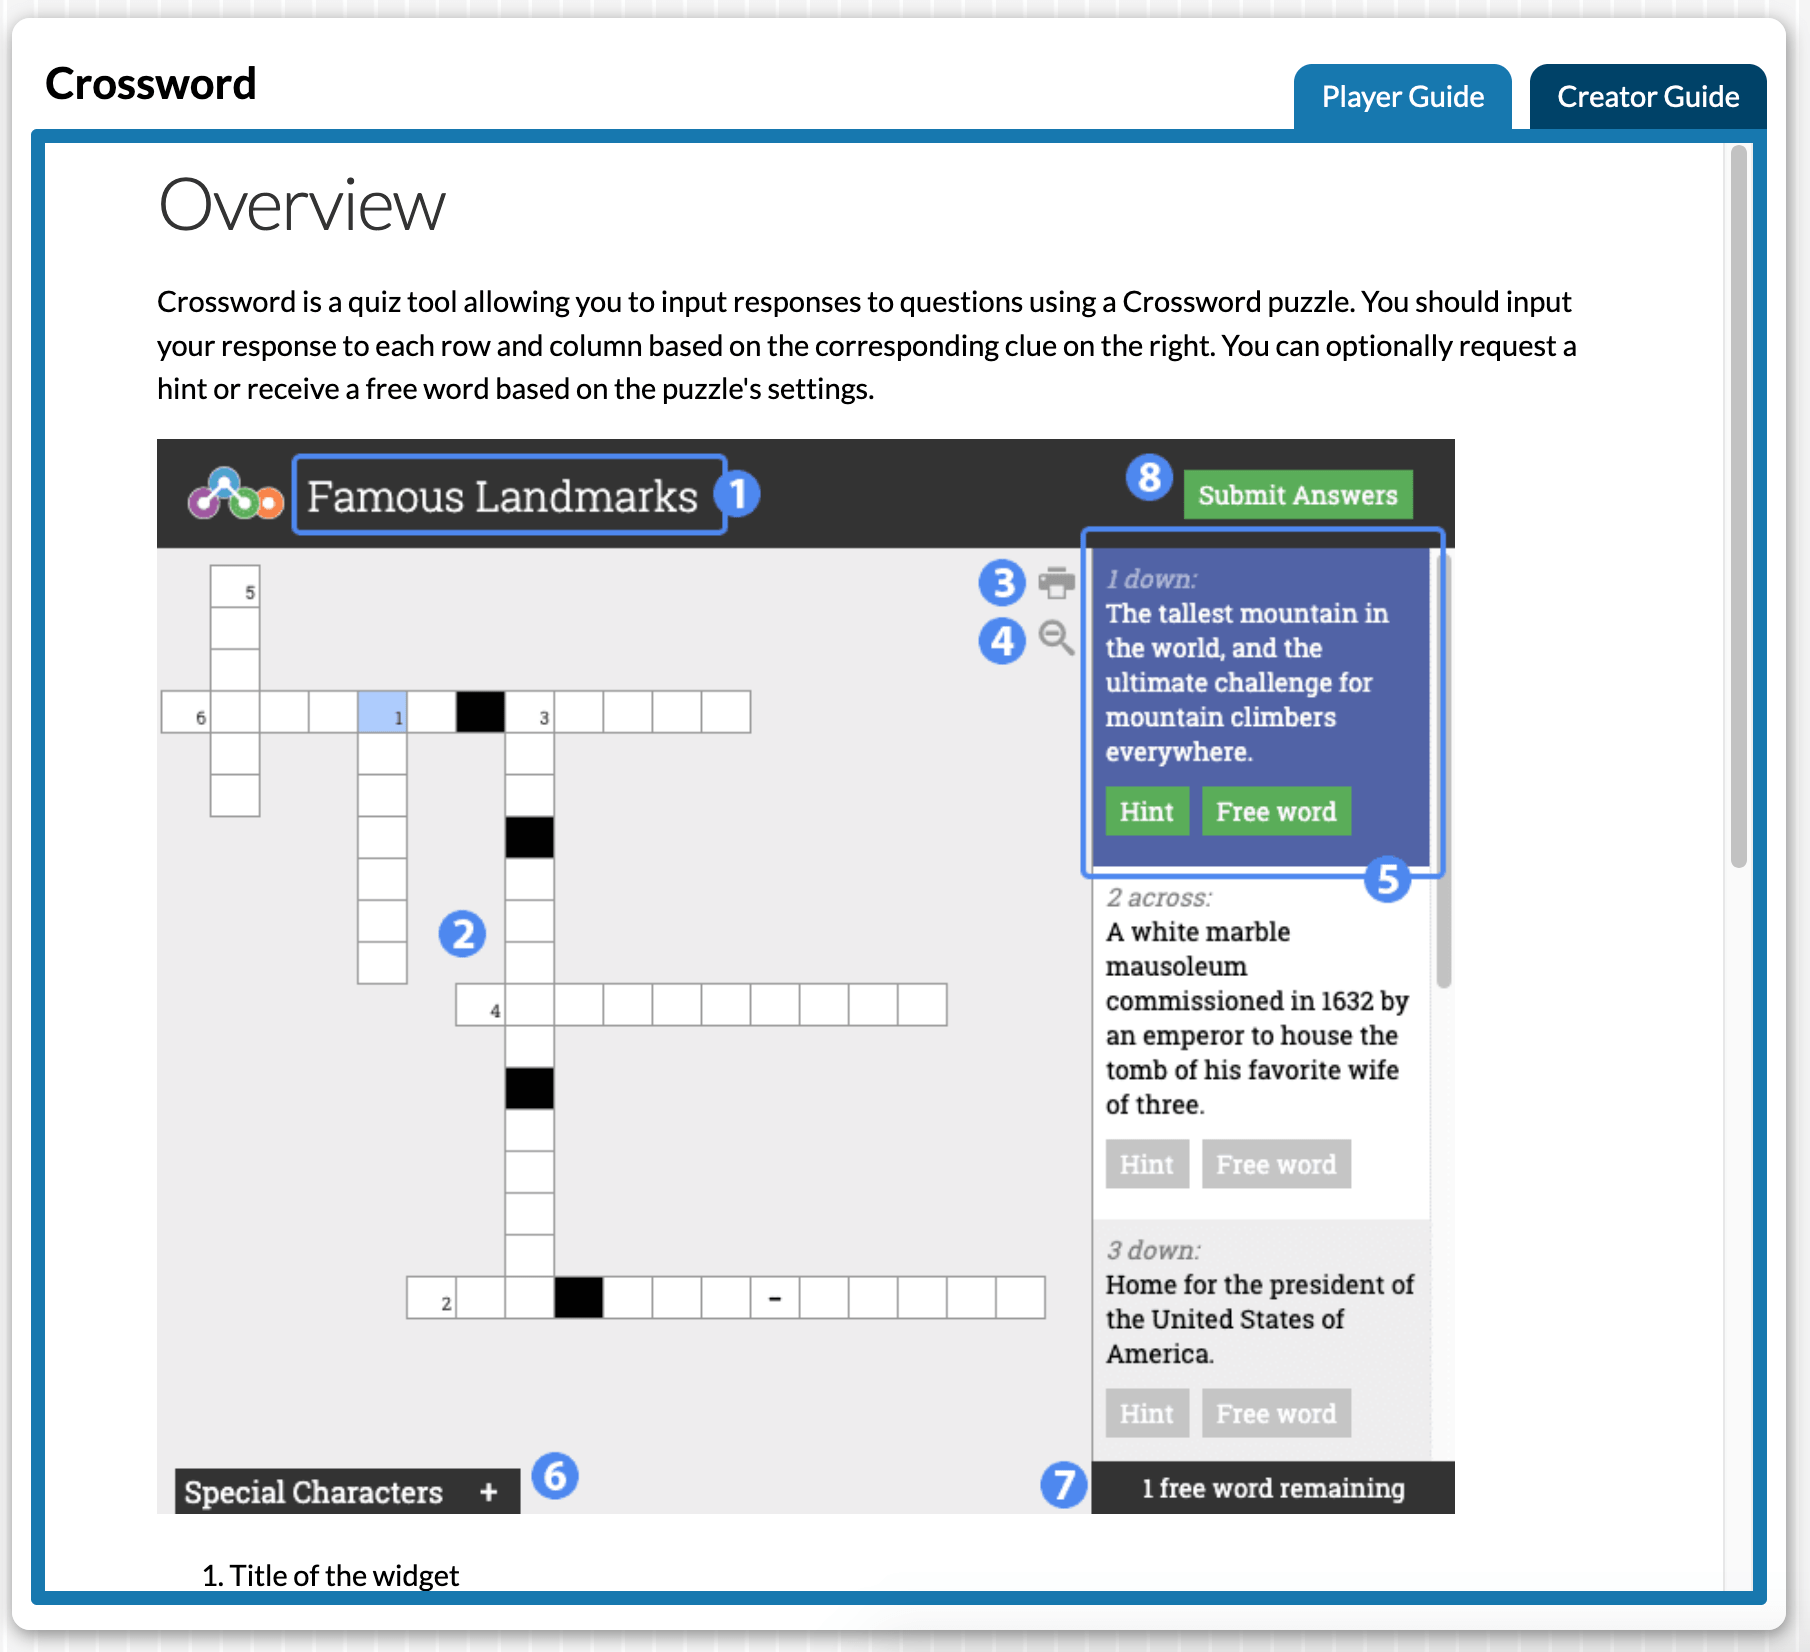 Crossword
Player Guide
Creator Guide
Overview
Crossword is a quiz tool allowing you to input responses to questions using a Crossword puzzle. You should input
your response to each row and column based on the corresponding clue on the right. You can optionally request a
hint or receive a free word based on the puzzle's settings.
Famous Landmarks
1
8
Submit Answers
5
6
1
3
2
4
2
-
3
4
1 down:
The tallest mountain in
the world, and the
ultimate challenge for
mountain climbers
everywhere.
Hint
Free word
5
2 across:
A white marble
mausoleum
commissioned in 1632 by
an emperor to house the
tomb of his favorite wife
of three.
Hint
Free word
3 down:
Home for the president of
the United States of
America.
Hint
Free word
Special Characters +
6
7
1 free word remaining
1. Title of the widget